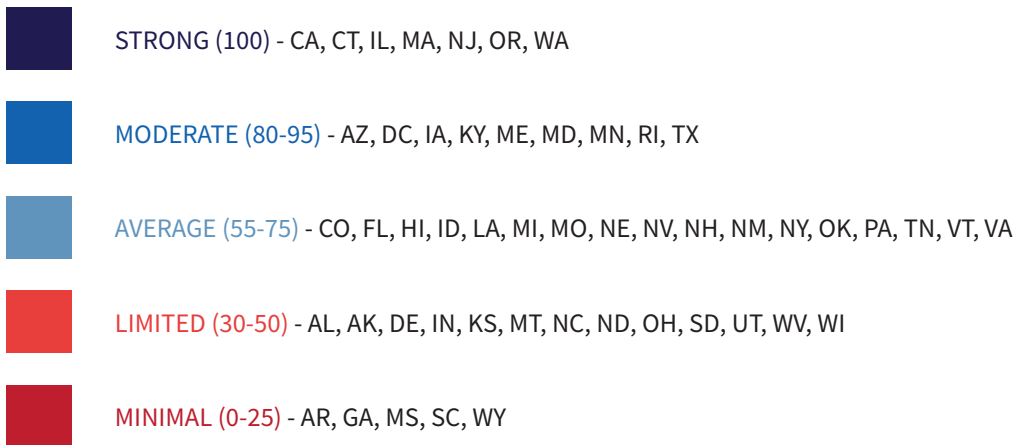 STRONG (100) - CA, CT, IL, MA, NJ, OR, WA
MODERATE (80-95) - AZ, DC, IA, KY, ME, MD, MN, RI, TX
AVERAGE (55-75) - CO, FL, HI, ID, LA, MI, MO, NE, NV, NH, NM, NY, OK, PA, TN, VT, VA
LIMITED (30-50) - AL, AK, DE, IN, KS, MT, NC, ND, OH, SD, UT, WV, WI
MINIMAL (0-25) - AR, GA, MS, SC, WY